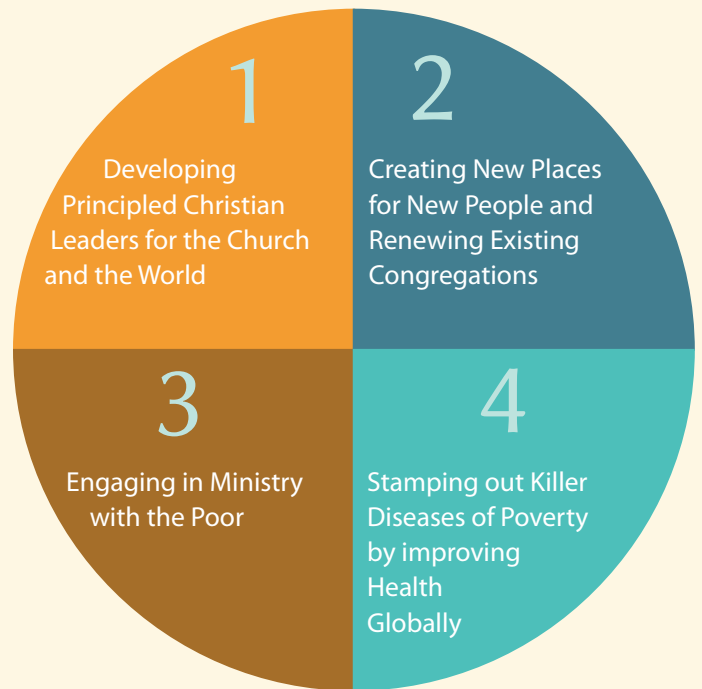 1
Developing
Principled Christian
Leaders for the Church
and the World
2
Creating New Places
for New People and
Renewing Existing
Congregations
3
Engaging in Ministry
with the Poor
4
Stamping out Killer
Diseases of Poverty
by improving
Health
Globally